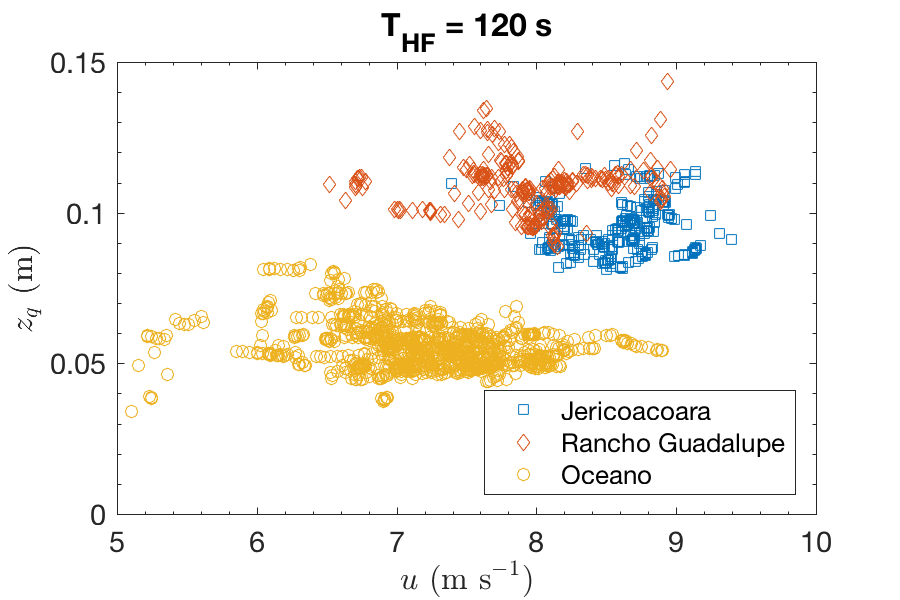 T_HF = 120 s
0.15
0.1
0.05
0
z_q (m)
5 6 7 8 9 10
u (m s^−1)
Jericoacoara
Rancho Guadalupe
Oceano